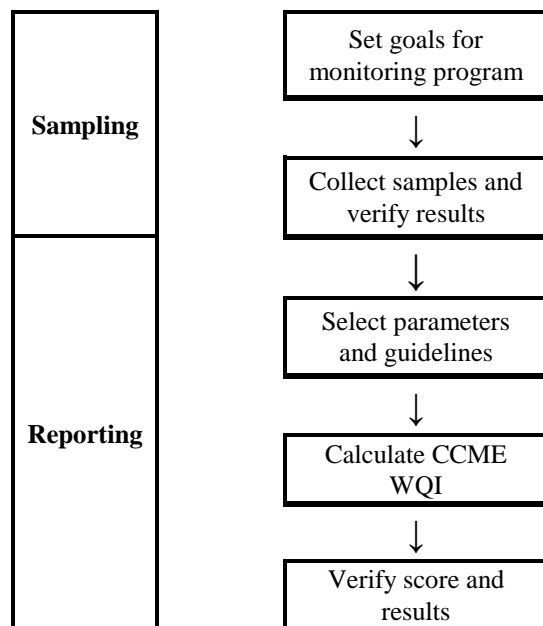 Set goals for
monitoring program
Sampling
↓
Collect samples and
verify results
↓
Select parameters
and guidelines
↓
Reporting
Calculate CCME
WQI
↓
Verify score and
results